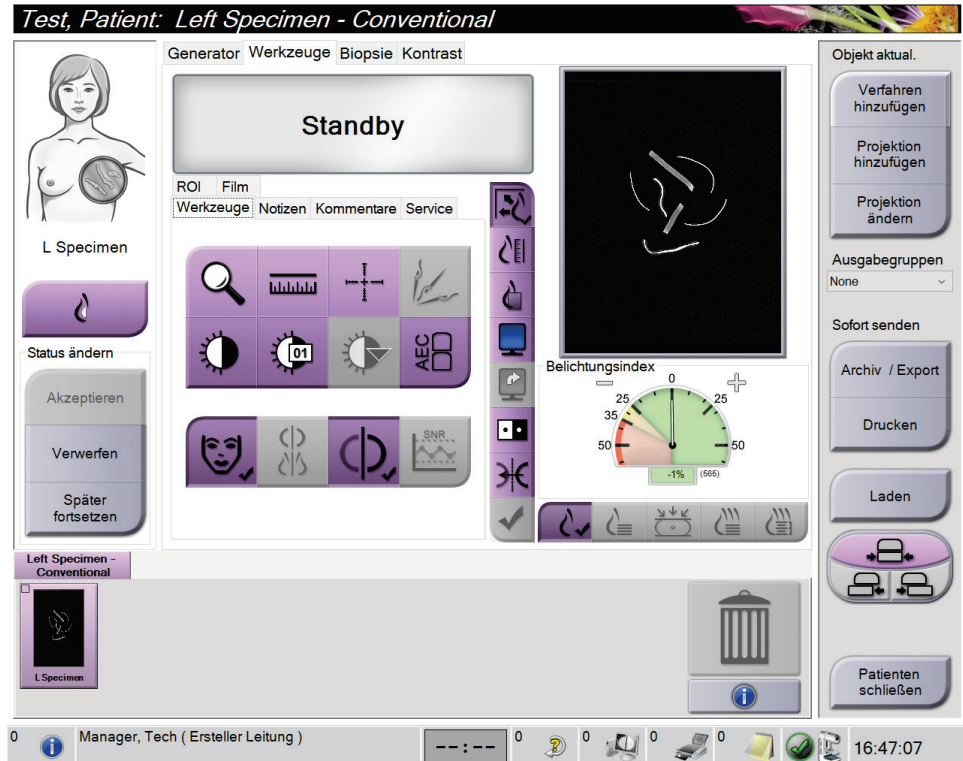 Test, Patient: Left Specimen - Conventional
Generator Werkzeuge Biopsie Kontrast
Standby
ROI Film
Werkzeuge Notizen Kommentare Service
01
AEC
SNR
L Specimen
Status ändern
Akzeptieren
Verwerfen
Später
fortsetzen
Belichtungsindex
0
25 25
35
50 50
-1% (565)
Objekt aktual.
Verfahren
hinzufügen
Projektion
hinzufügen
Projektion
ändern
Ausgabegruppen
None
Sofort senden
Archiv / Export
Drucken
Laden
Patienten
schließen
Left Specimen -
Conventional
L Specimen
0 Manager, Tech ( Ersteller Leitung ) --:-- 0 0 0 0 16:47:07